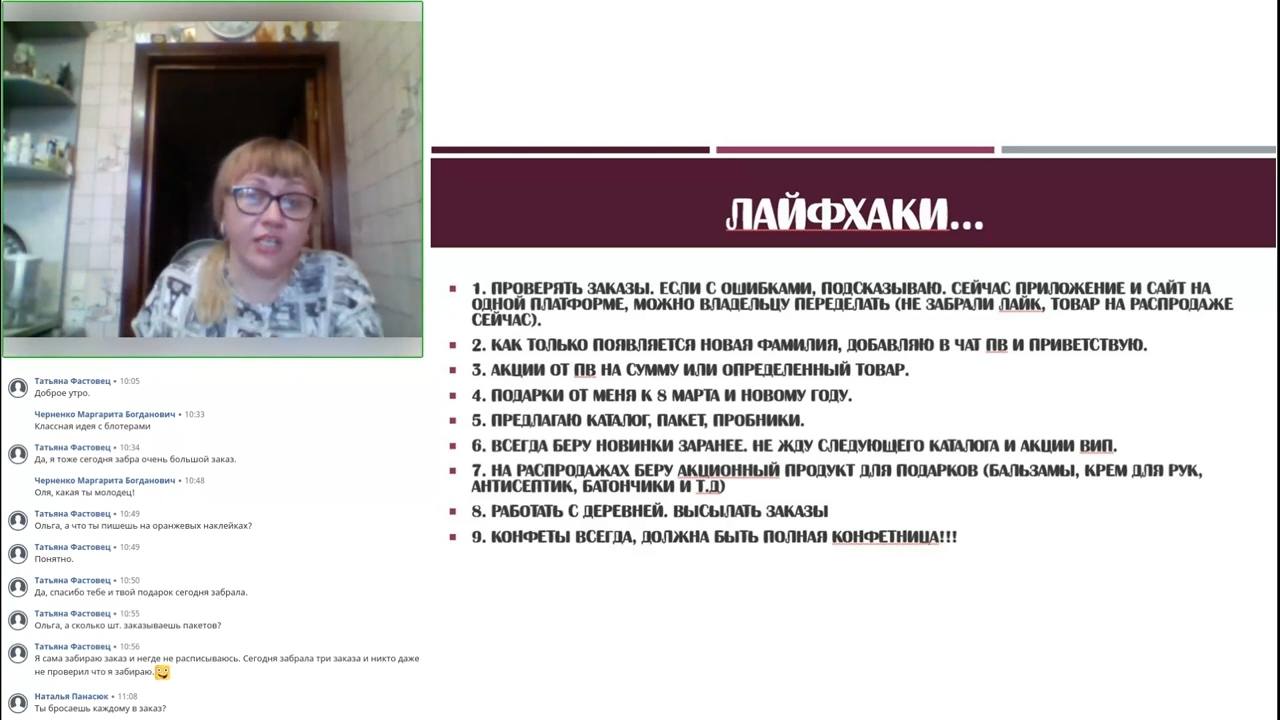 Татьяна Фастовец • 10:05
Доброе утро.
Черненко Маргарита Богданович • 10:33
Классная идея с блотерами
Татьяна Фастовец • 10:34
Да, я тоже сегодня забра очень большой заказ.
Черненко Маргарита Богданович • 10:48
Оля, какая ты молодец!
Татьяна Фастовец • 10:49
Ольга, а что ты пишешь на оранжевых наклейках?
Татьяна Фастовец • 10:49
Понятно.
Татьяна Фастовец • 10:50
Да, спасибо тебе и твой подарок сегодня забрала.
Татьяна Фастовец • 10:55
Ольга, а сколько шт. заказываешь пакетов?
Татьяна Фастовец • 10:56
Я сама забираю заказ и негде не расписываюсь. Сегодня забрала три заказа и никто даже
не проверил что я забираю.
Наталья Панасюк • 11:08
Ты бросаешь каждому в заказ?
ЛАЙФХАКИ...
1. ПРОВЕРЯТЬ ЗАКАЗЫ. ЕСЛИ С ОШИБКАМИ, ПОДСКАЗЫВАЮ. СЕЙЧАС ПРИЛОЖЕНИЕ И САЙТ НА
ОДНОЙ ПЛАТФОРМЕ, МОЖНО ВЛАДЕЛЬЦУ ПЕРЕДЕЛАТЬ (НЕ ЗАБРАЛИ ЛАЙК, ТОВАР НА РАСПРОДАЖЕ
СЕЙЧАС).
2. КАК ТОЛЬКО ПОЯВЛЯЕТСЯ НОВАЯ ФАМИЛИЯ, ДОБАВЛЯЮ В ЧАТ ПВ И ПРИВЕТСТВУЮ.
3. АКЦИИ ОТ ПВ НА СУММУ ИЛИ ОПРЕДЕЛЕННЫЙ ТОВАР.
4. ПОДАРКИ ОТ МЕНЯ К 8 МАРТА И НОВОМУ ГОДУ.
5. ПРЕДЛАГАЮ КАТАЛОГ, ПАКЕТ, ПРОБНИКИ.
6. ВСЕГДА БЕРУ НОВИНКИ ЗАРАНЕЕ. НЕ ЖДУ СЛЕДУЮЩЕГО КАТАЛОГА И АКЦИИ ВИП.
7. НА РАСПРОДАЖАХ БЕРУ АКЦИОННЫЙ ПРОДУКТ ДЛЯ ПОДАРКОВ (БАЛЬЗАМЫ, КРЕМ ДЛЯ РУК,
АНТИСЕПТИК, БАТОНЧИКИ И Т.Д)
8. РАБОТАТЬ С ДЕРЕВНЕЙ. ВЫСЫЛАТЬ ЗАКАЗЫ
9. КОНФЕТЫ ВСЕГДА, ДОЛЖНА БЫТЬ ПОЛНАЯ КОНФЕТНИЦА!!!